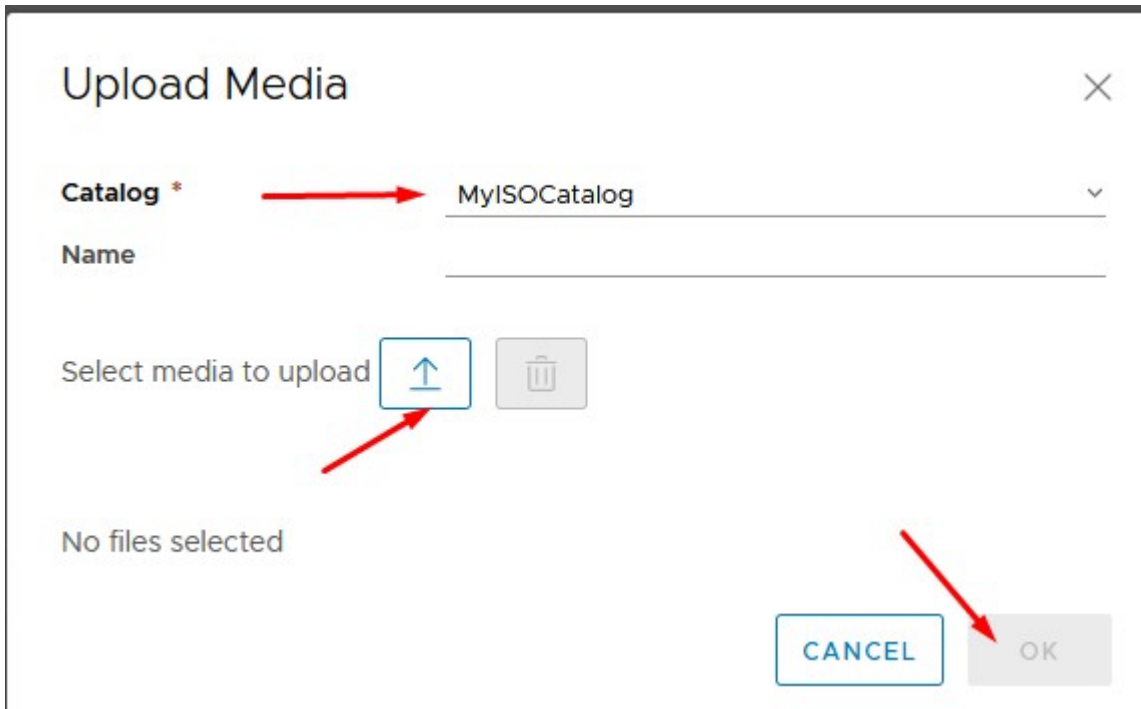 Upload Media
Catalog * MyISOCatalog
Name
Select media to upload
No files selected
CANCEL OK